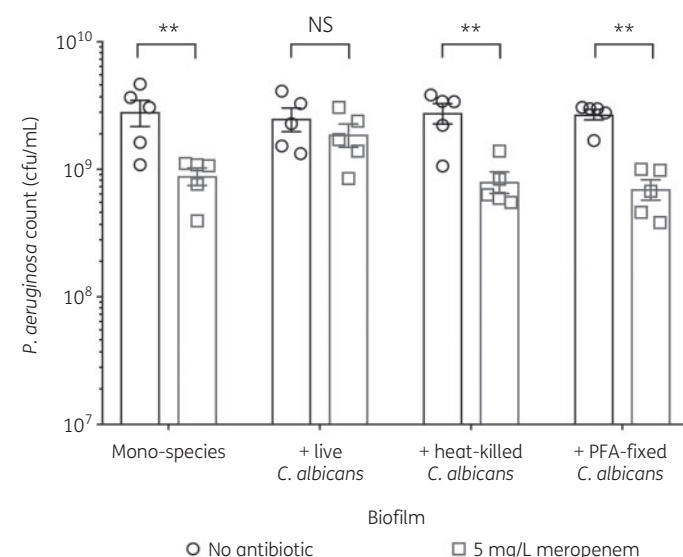 ** NS ** **
10¹⁰
10⁹
10⁸
10⁷
P. aeruginosa count (cfu/mL)
Mono-species + live + heat-killed + PFA-fixed
C. albicans C. albicans C. albicans
Biofilm
No antibiotic 5 mg/L meropenem